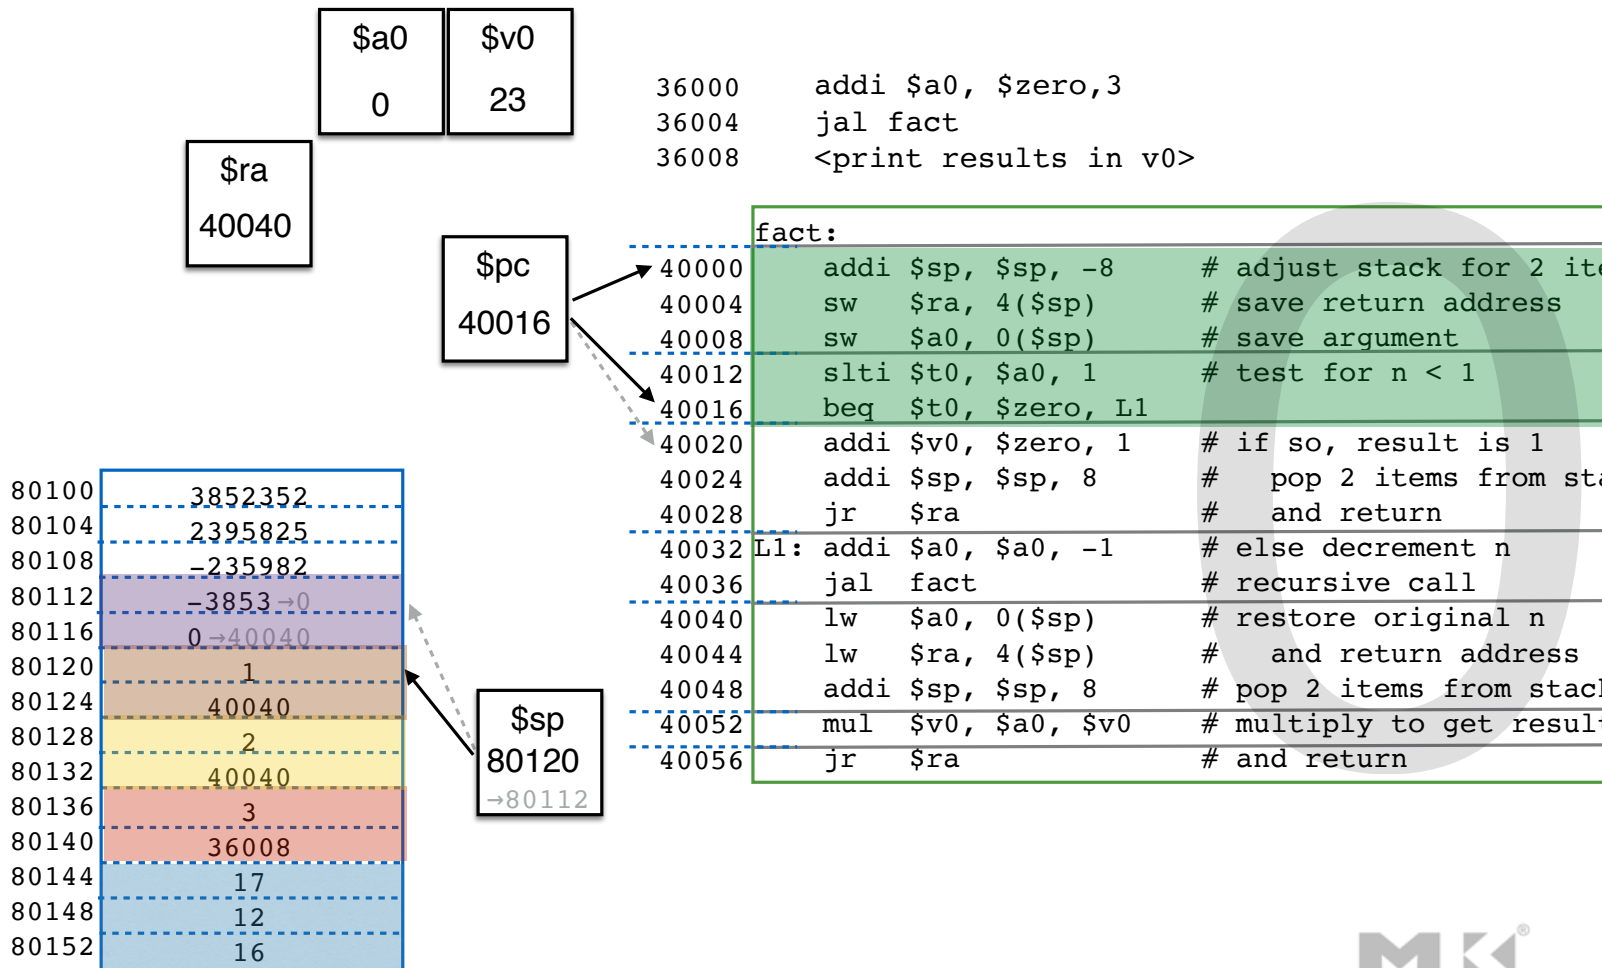 $a0 $v0
0 23
$ra
40040
36000 addi $a0, $zero,3
36004 jal fact
36008 <print results in v0>
$pc
40016
fact:
40000 addi $sp, $sp, -8 # adjust stack for 2 ite
40004 sw $ra, 4($sp) # save return address
40008 sw $a0, 0($sp) # save argument
40012 slti $t0, $a0, 1 # test for n < 1
40016 beq $t0, $zero, L1
40020 addi $v0, $zero, 1 # if so, result is 1
40024 addi $sp, $sp, 8 # pop 2 items from sta
40028 jr $ra # and return
40032 L1: addi $a0, $a0, -1 # else decrement n
40036 jal fact # recursive call
40040 lw $a0, 0($sp) # restore original n
40044 lw $ra, 4($sp) # and return address
40048 addi $sp, $sp, 8 # pop 2 items from stack
40052 mul $v0, $a0, $v0 # multiply to get result
40056 jr $ra # and return
0
80100 3852352
80104 2395825
80108 -235982
80112 -3853→0
80116 0→40040
80120 1
80124 40040
80128 2
80132 40040
80136 3
80140 36008
80144 17
80148 12
80152 16
$sp
80120
→80112
MK®